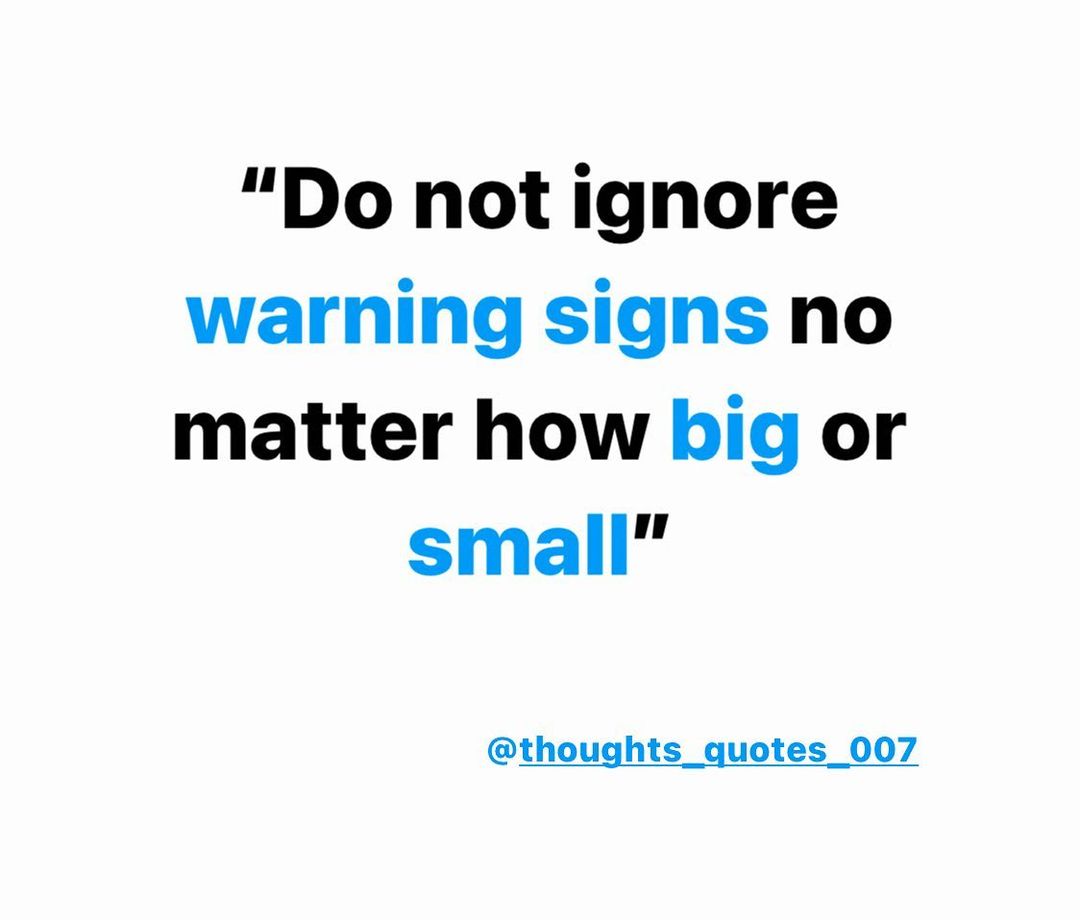 “Do not ignore
warning signs no
matter how big or
small”
@thoughts_quotes_007